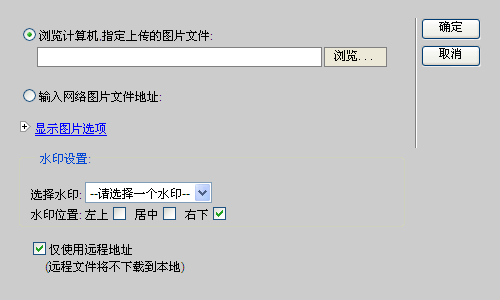 浏览计算机,指定上传的图片文件:
浏览...
输入网络图片文件地址:
显示图片选项
水印设置:
选择水印: --请选择一个水印--
水印位置: 左上 居中 右下
仅使用远程地址
(远程文件将不下载到本地)
确定
取消